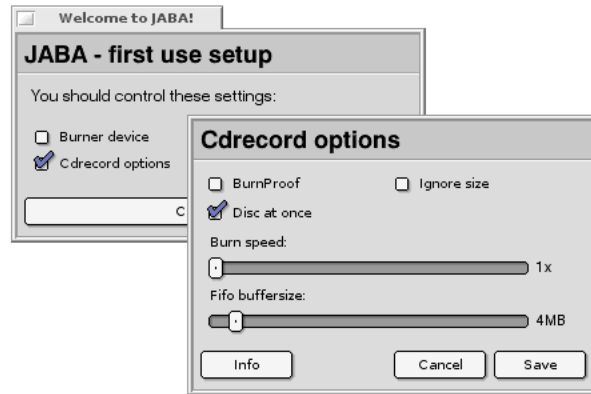 Welcome to JABA!
JABA - first use setup
You should control these settings:
Burner device
Cdrecord options
C
Cdrecord options
BurnProof
Ignore size
Disc at once
Burn speed:
1x
Fifo buffersize:
4MB
Info
Cancel
Save